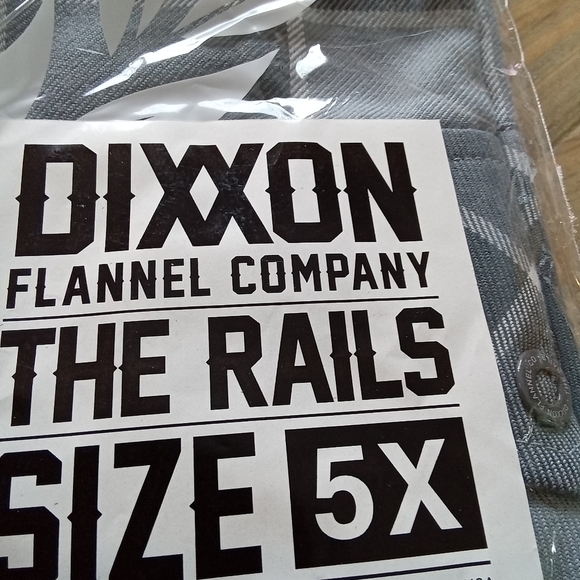 DIXXON
FLANNEL COMPANY
THE RAILS
SIZE 5X